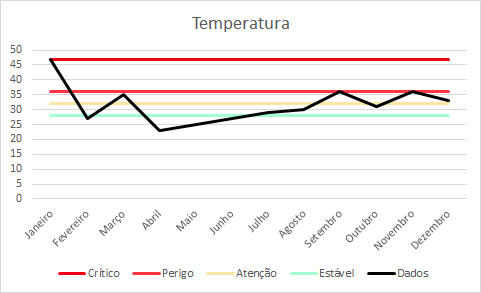 Temperatura
50
45
40
35
30
25
20
15
10
5
0
Janeiro
Fevereiro
Março
Abril
Maio
Junho
Julho
Agosto
Setembro
Outubro
Novembro
Dezembro
Crítico Perigo Atenção Estável Dados